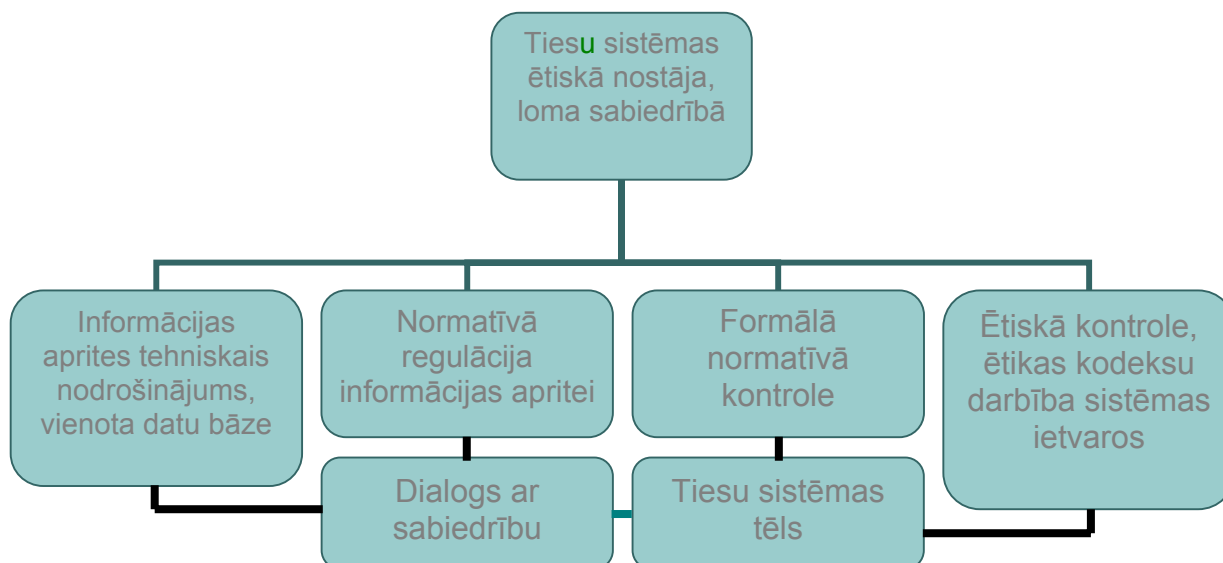 Tiesu sistēmas
ētiskā nostāja,
loma sabiedrībā
Informācijas
aprites tehniskais
nodrošinājums,
vienota datu bāze
Normatīvā
regulācija
informācijas apritei
Formālā
normatīvā
kontrole
Ētiskā kontrole,
ētikas kodeksu
darbība sistēmas
ietvaros
Dialogs ar
sabiedrību
Tiesu sistēmas
tēls